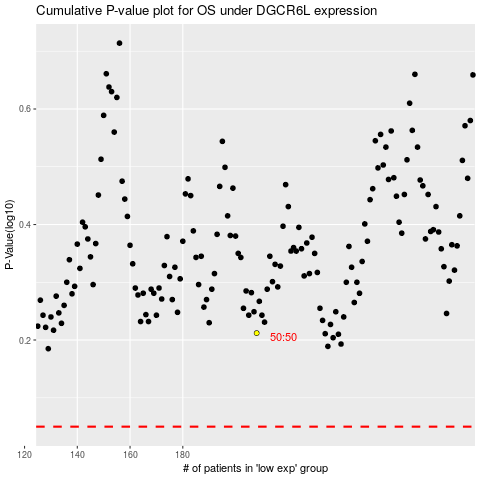 Cumulative P-value plot for OS under DGCR6L expression
P-Value(log10)
0.6
0.4
0.2
50:50
120 140 160 180
# of patients in 'low exp' group